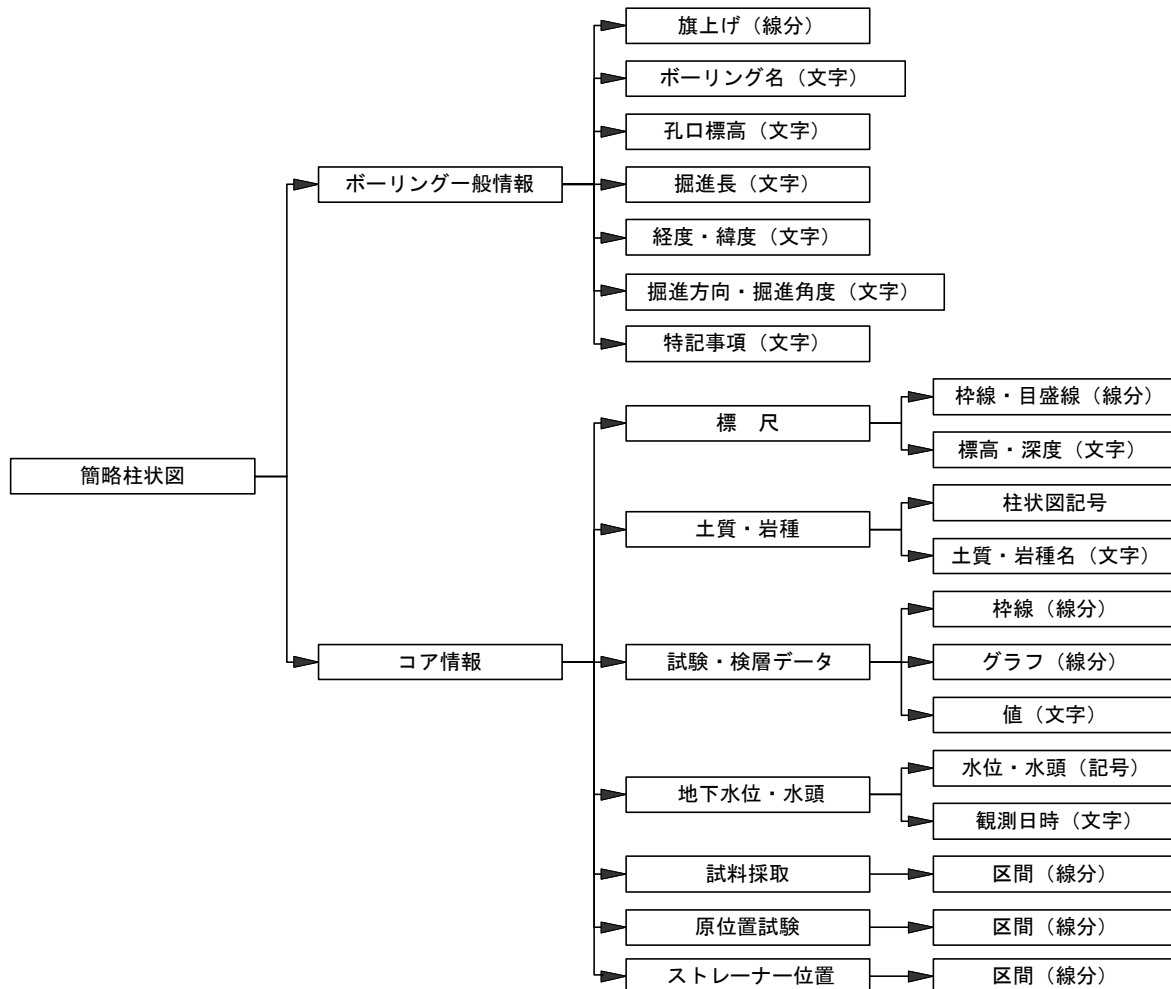 旗上げ（線分）
ボーリング名（文字）
孔口標高（文字）
ボーリング一般情報
掘進長（文字）
経度・緯度（文字）
掘進方向・掘進角度（文字）
特記事項（文字）
枠線・目盛線（線分）
標　尺
標高・深度（文字）
簡略柱状図
柱状図記号
土質・岩種
土質・岩種名（文字）
枠線（線分）
コア情報
試験・検層データ
グラフ（線分）
値（文字）
水位・水頭（記号）
地下水位・水頭
観測日時（文字）
試料採取
区間（線分）
原位置試験
区間（線分）
ストレーナー位置
区間（線分）